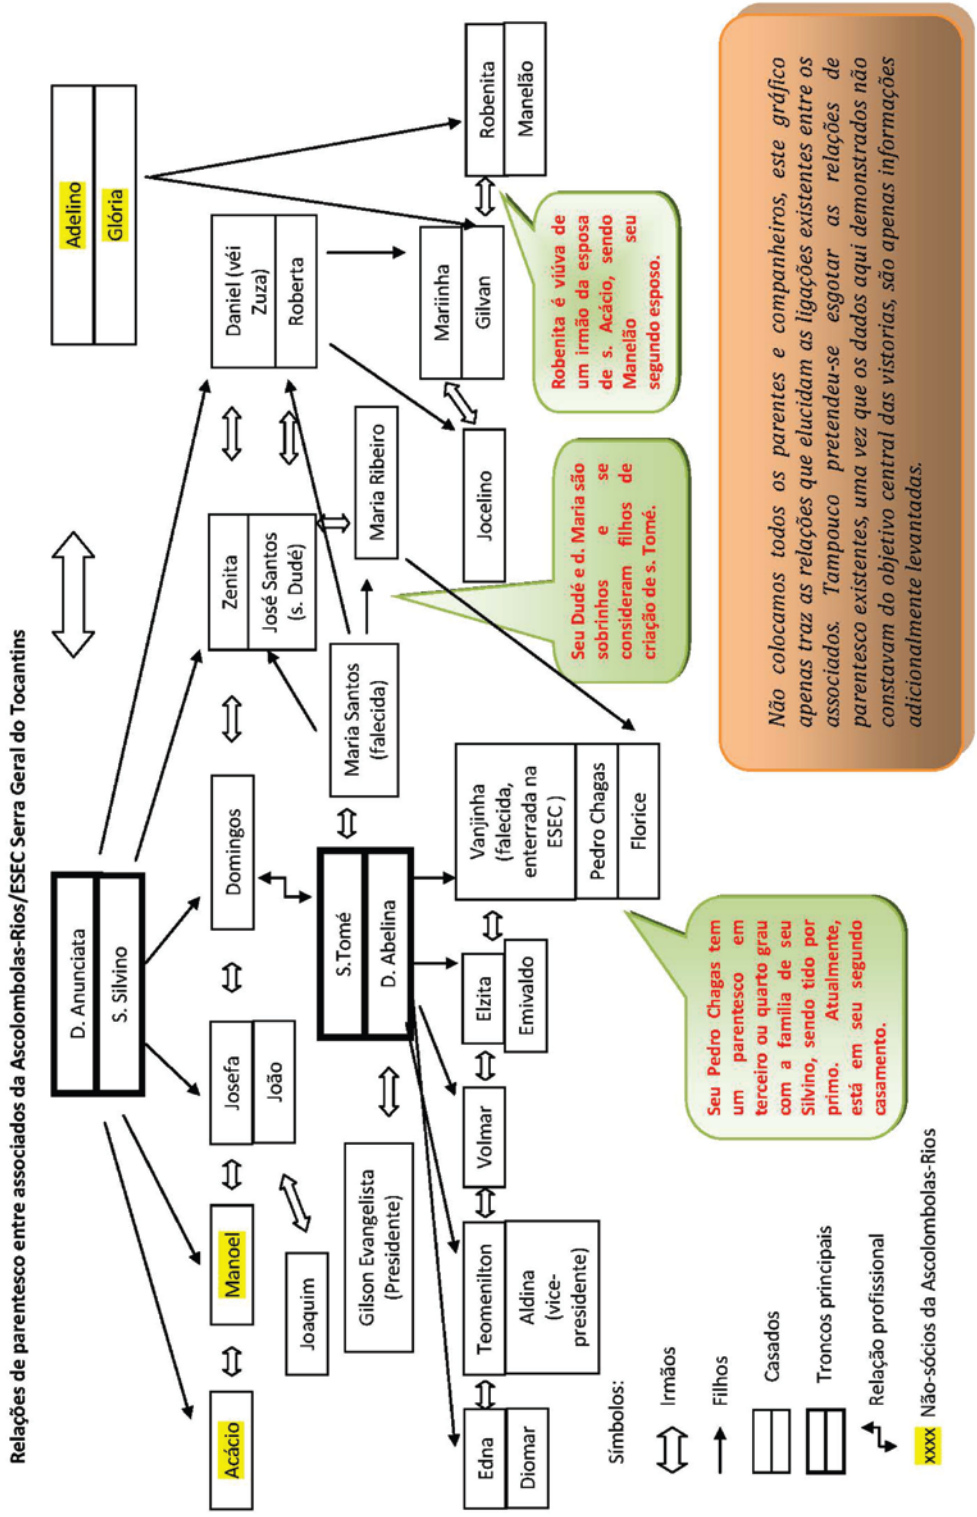 Relações de parentesco entre associados da Ascolombolas-Rios/ESEC Serra Geral do Tocantins
D. Anunciata
S. Silvino
Adelino
Glória
Acácio
Manoel
Josefa
João
Domingos
Zenita
José Santos
(s. Dudé)
Daniel (véi
Zuza)
Roberta
Joaquim
Gilson Evangelista
(Presidente)
S.Tomé
D. Abelina
Maria Santos
(falecida)
Maria Ribeiro
Mariinha
Gilvan
Robenita
Manelão
Jocelino
Edna
Diomar
Teomenilton
Aldina
(vice-
presidente)
Volmar
Elzita
Emivaldo
Vanjinha
(falecida,
enterrada na
ESEC )
Pedro Chagas
Florice
Seu Dudé e d. Maria são
sobrinhos e se
consideram filhos de
criação de s. Tomé.
Robenita é viúva de
um irmão da esposa
de s. Acácio, sendo
Manelão seu
segundo esposo.
Seu Pedro Chagas tem
um parentesco em
terceiro ou quarto grau
com a família de seu
Silvino, sendo tido por
primo. Atualmente,
está em seu segundo
casamento.
Símbolos:
Irmãos
Filhos
Casados
Troncos principais
Relação profissional
xxxx Não-sócios da Ascolombolas-Rios
Não colocamos todos os parentes e companheiros, este gráfico
apenas traz as relações que elucidam as ligações existentes entre os
associados. Tampouco pretendeu-se esgotar as relações de
parentesco existentes, uma vez que os dados aqui demonstrados não
constavam do objetivo central das vistorias, são apenas informações
adicionalmente levantadas.